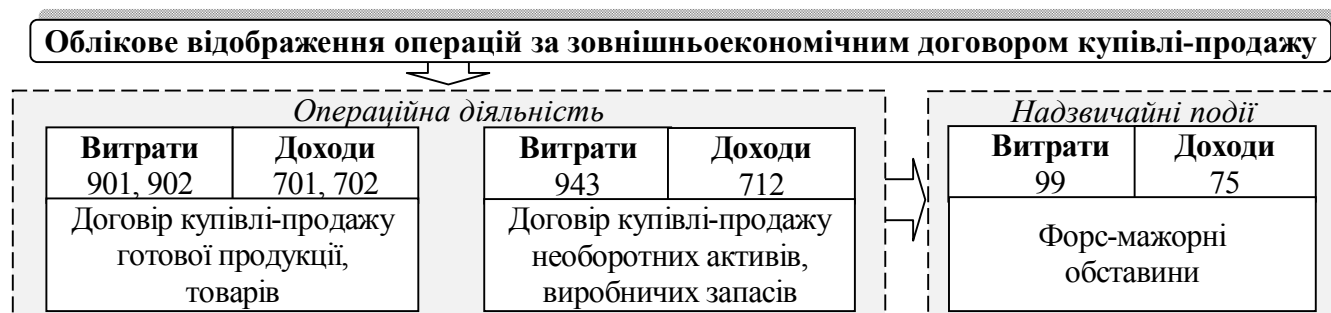 Облікове відображення операцій за зовнішньоекономічним договором купівлі-продажу
Операційна діяльність
Витрати
901, 902
Доходи
701, 702
Договір купівлі-продажу
готової продукції,
товарів
Витрати
943
Доходи
712
Договір купівлі-продажу
необоротних активів,
виробничих запасів
Надзвичайні події
Витрати
99
Доходи
75
Форс-мажорні
обставини